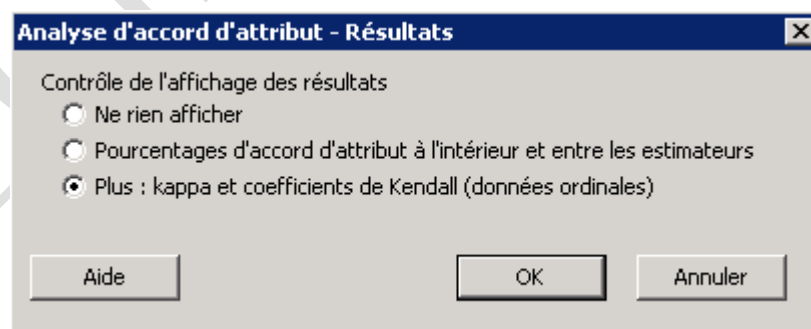 Analyse d'accord d'attribut - Résultats
Contrôle de l'affichage des résultats
Ne rien afficher
Pourcentages d'accord d'attribut à l'intérieur et entre les estimateurs
Plus : kappa et coefficients de Kendall (données ordinales)
Aide
OK
Annuler